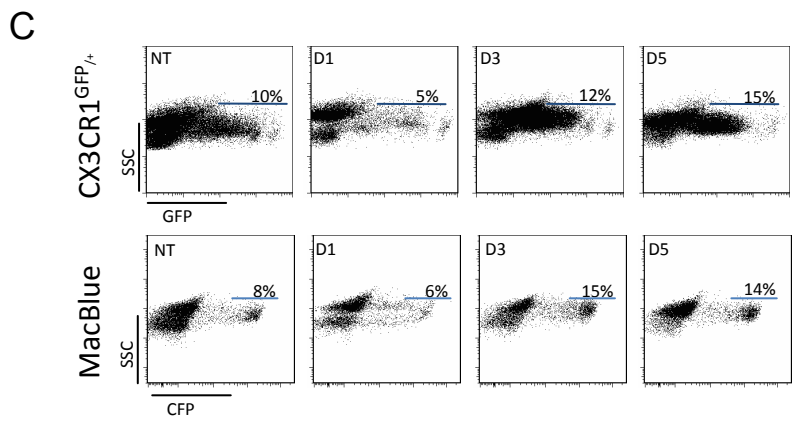 C
CX3CR1GFP/+
SSC
NT
10%
D1
5%
D3
12%
D5
15%
GFP
MacBlue
SSC
NT
8%
D1
6%
D3
15%
D5
14%
CFP